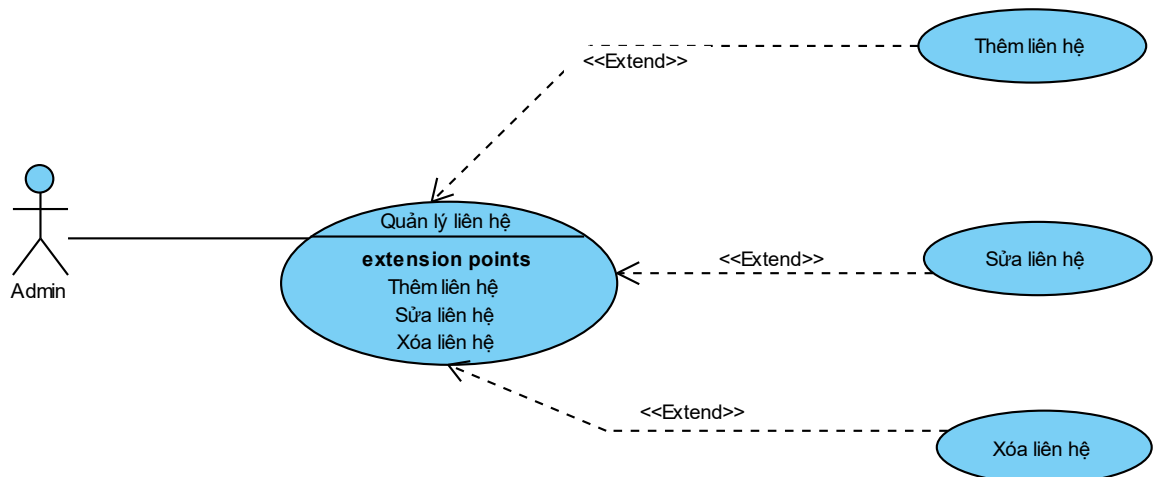 Thêm liên hệ
<<Extend>>
Quản lý liên hệ
extension points
Thêm liên hệ
Sửa liên hệ
Xóa liên hệ
<<Extend>>
Sửa liên hệ
Admin
<<Extend>>
Xóa liên hệ